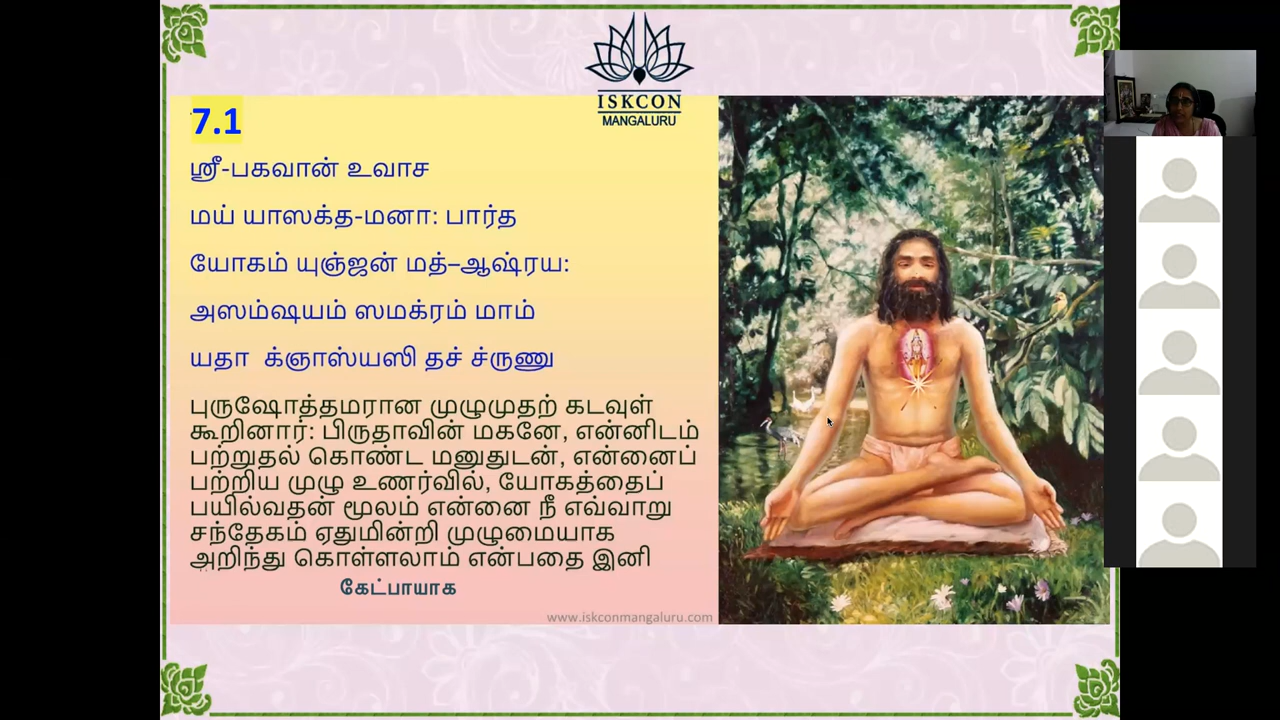 ISKCON
MANGALURU
7.1
ஸ்ரீ-பகவான் உவாச
மய் யாஸக்த-மனா: பார்த
யோகம் யுஞ்ஜன் மத்–ஆஷ்ரய:
அஸம்ஷயம் ஸமக்ரம் மாம்
யதா க்ஞாஸ்யஸி தச் ச்ருணு
புருஷோத்தமரான முழுமுதற் கடவுள்
கூறினார்: பிருதாவின் மகனே, என்னிடம்
பற்றுதல் கொண்ட மனுதுடன், என்னைப்
பற்றிய முழு உணர்வில், யோகத்தைப்
பயில்வதன் மூலம் என்னை நீ எவ்வாறு
சந்தேகம் ஏதுமின்றி முழுமையாக
அறிந்து கொள்ளலாம் என்பதை இனி
கேட்பாயாக
www.iskconmangaluru.com